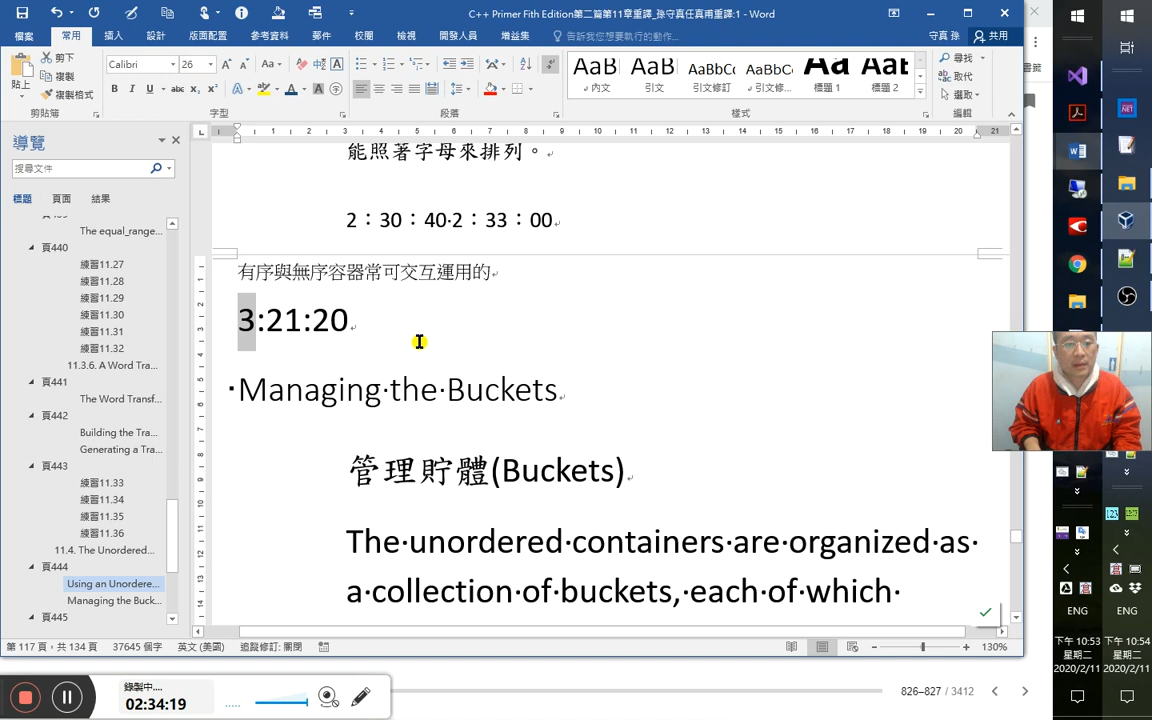 C++ Primer Fith Edition第二篇第11章重譯_孫守真任真甫重譯:1 - Word
檔案 常用 插入 設計 版面配置 參考資料 郵件 校閱 檢視 開發人員 增益集 告訴我您想要執行的動作... 守真 孫 共用
貼上 剪下 複製 複製格式 剪貼簿
Calibri 26 字型
段落
AaB AaB AaBbCc AaBbC Aa Aat
內文 引文 引文修訂 引文修... 標題 1 標題 2
樣式
尋找 取代 選取 編輯
導覽
搜尋文件
標題 頁面 結果
The equal_range...
頁440
練習11.27
練習11.28
練習11.29
練習11.30
練習11.31
練習11.32
11.3.6. A Word Tra...
頁441
The Word Transf...
頁442
Building the Tra...
Generating a Tra...
頁443
練習11.33
練習11.34
練習11.35
練習11.36
11.4. The Unordered...
頁444
Using an Unordere...
Managing the Buck...
頁445
能照著字母來排列。
2：30：40·2：33：00
有序與無序容器常可交互運用的
3:21:20
Managing·the·Buckets
管理貯體(Buckets)
The·unordered·containers·are·organized·as·
a·collection·of·buckets,·each·of·which·
第 117 頁，共 134 頁 37645 個字 英文 (美國) 追蹤修訂: 關閉 130%
錄製中....
02:34:19
826–827 / 3412
ENG ENG
下午 10:53 下午 10:54
星期二 星期二
2020/2/11 2020/2/11